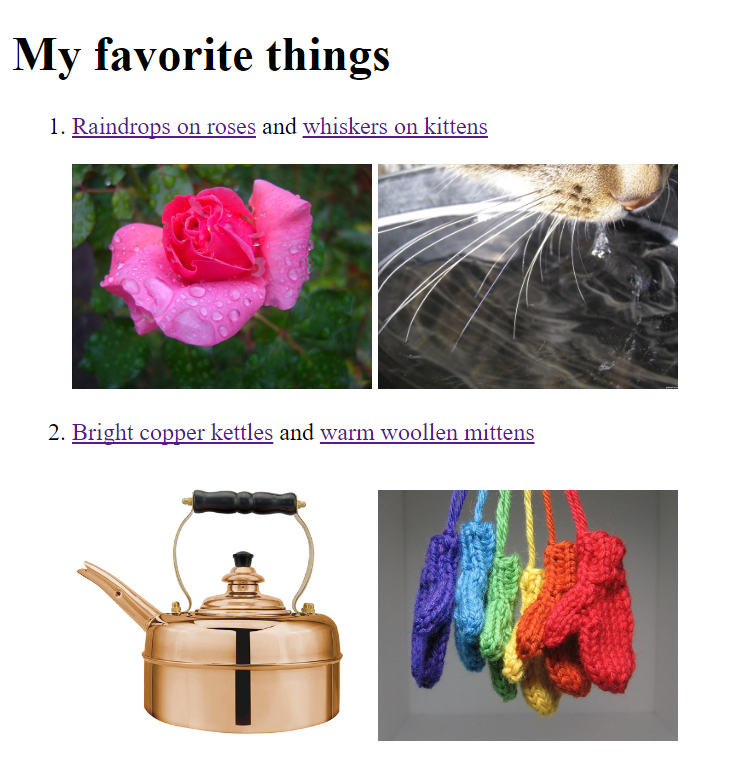 My favorite things
1. Raindrops on roses and whiskers on kittens
2. Bright copper kettles and warm woollen mittens